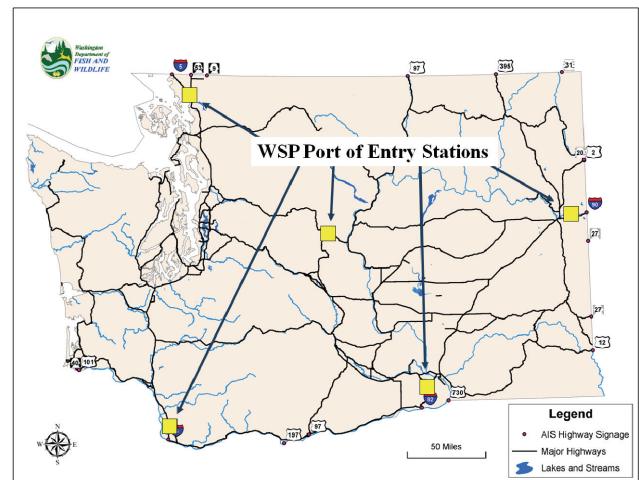 Washington
Department of
FISH AND
WILDLIFE
5
53
9
97
395
31
WSP Port of Entry Stations
20
2
90
27
27
12
40
101
82
730
197
97
N
W
E
S
50 Miles
Legend
AIS Highway Signage
Major Highways
Lakes and Streams